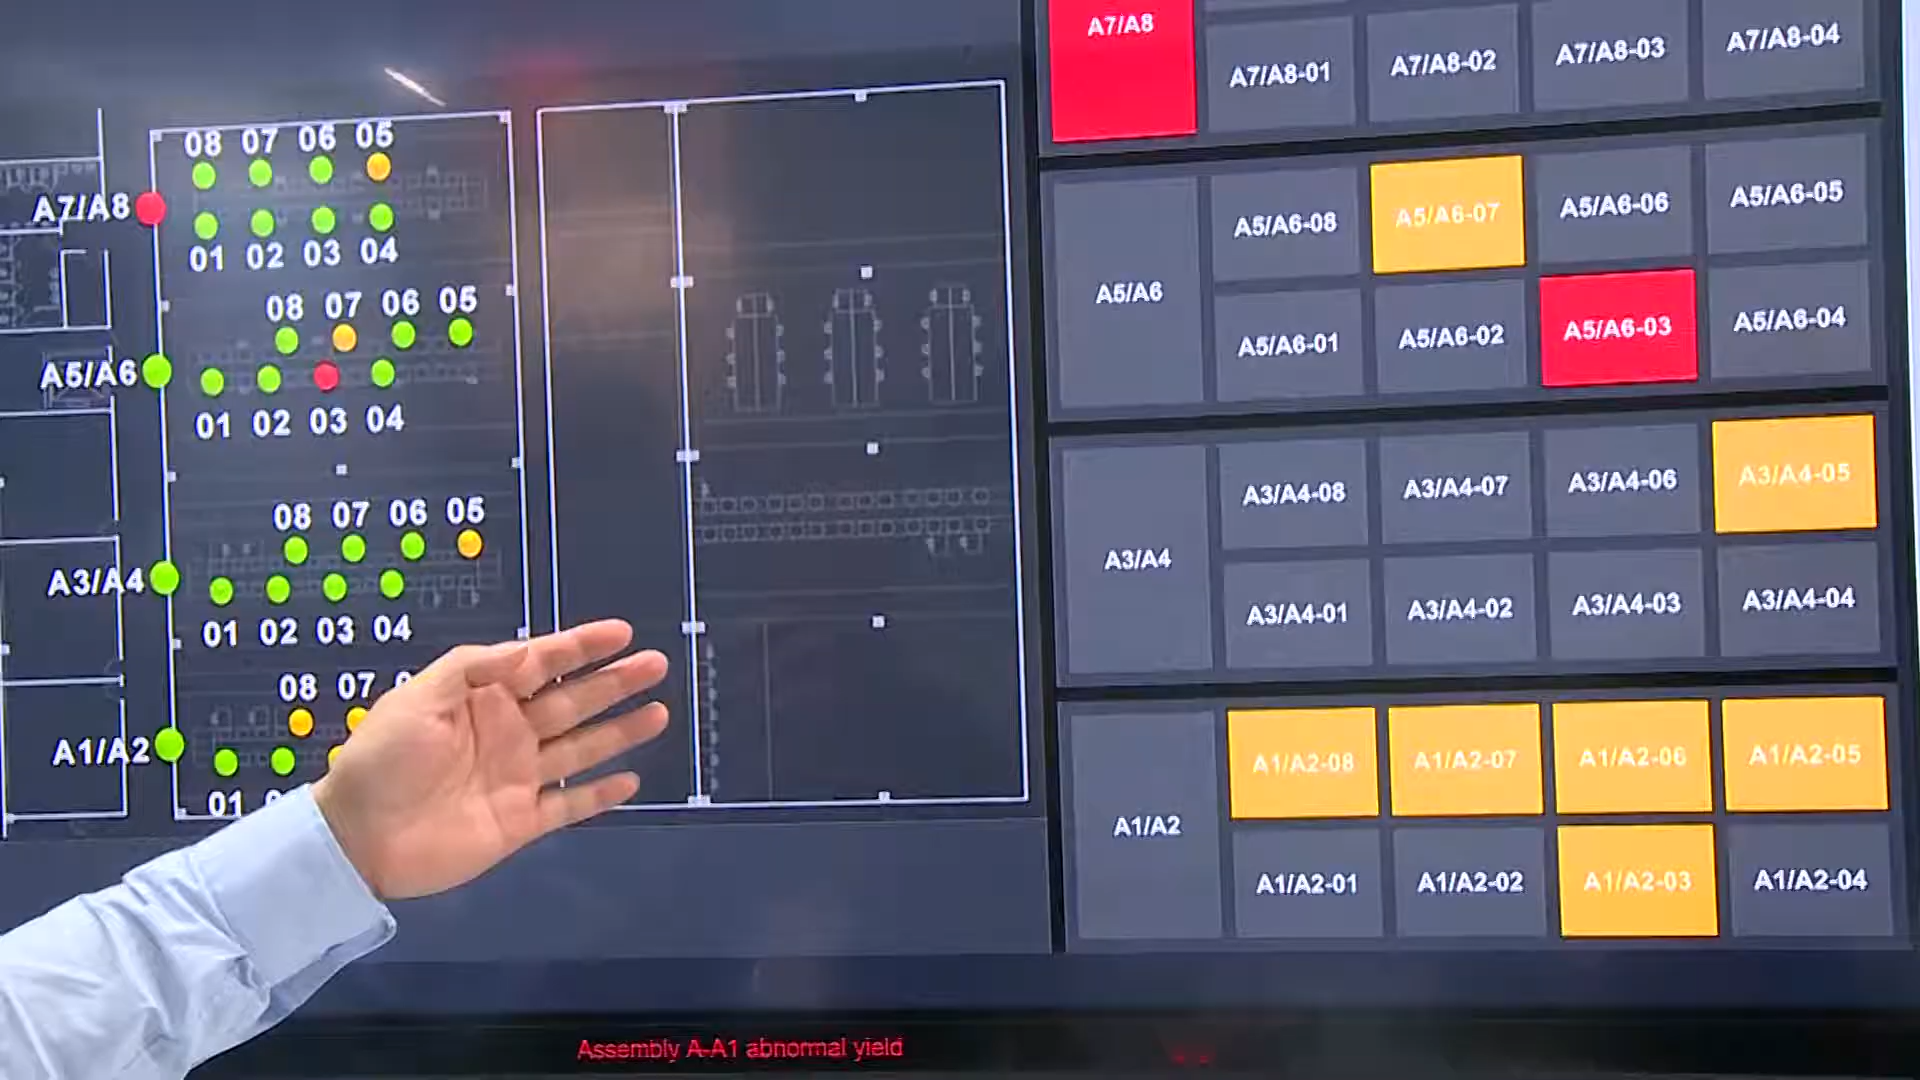 08 07 06 05
A7/A8
01 02 03 04
08 07 06 05
A5/A6
01 02 03 04
08 07 06 05
A3/A4
01 02 03 04
08 07
A1/A2
01
A7/A8
A7/A8-01 A7/A8-02 A7/A8-03 A7/A8-04
A5/A6
A5/A6-08 A5/A6-07 A5/A6-06 A5/A6-05
A5/A6-01 A5/A6-02 A5/A6-03 A5/A6-04
A3/A4
A3/A4-08 A3/A4-07 A3/A4-06 A3/A4-05
A3/A4-01 A3/A4-02 A3/A4-03 A3/A4-04
A1/A2
A1/A2-08 A1/A2-07 A1/A2-06 A1/A2-05
A1/A2-01 A1/A2-02 A1/A2-03 A1/A2-04
Assembly A-A1 abnormal yield